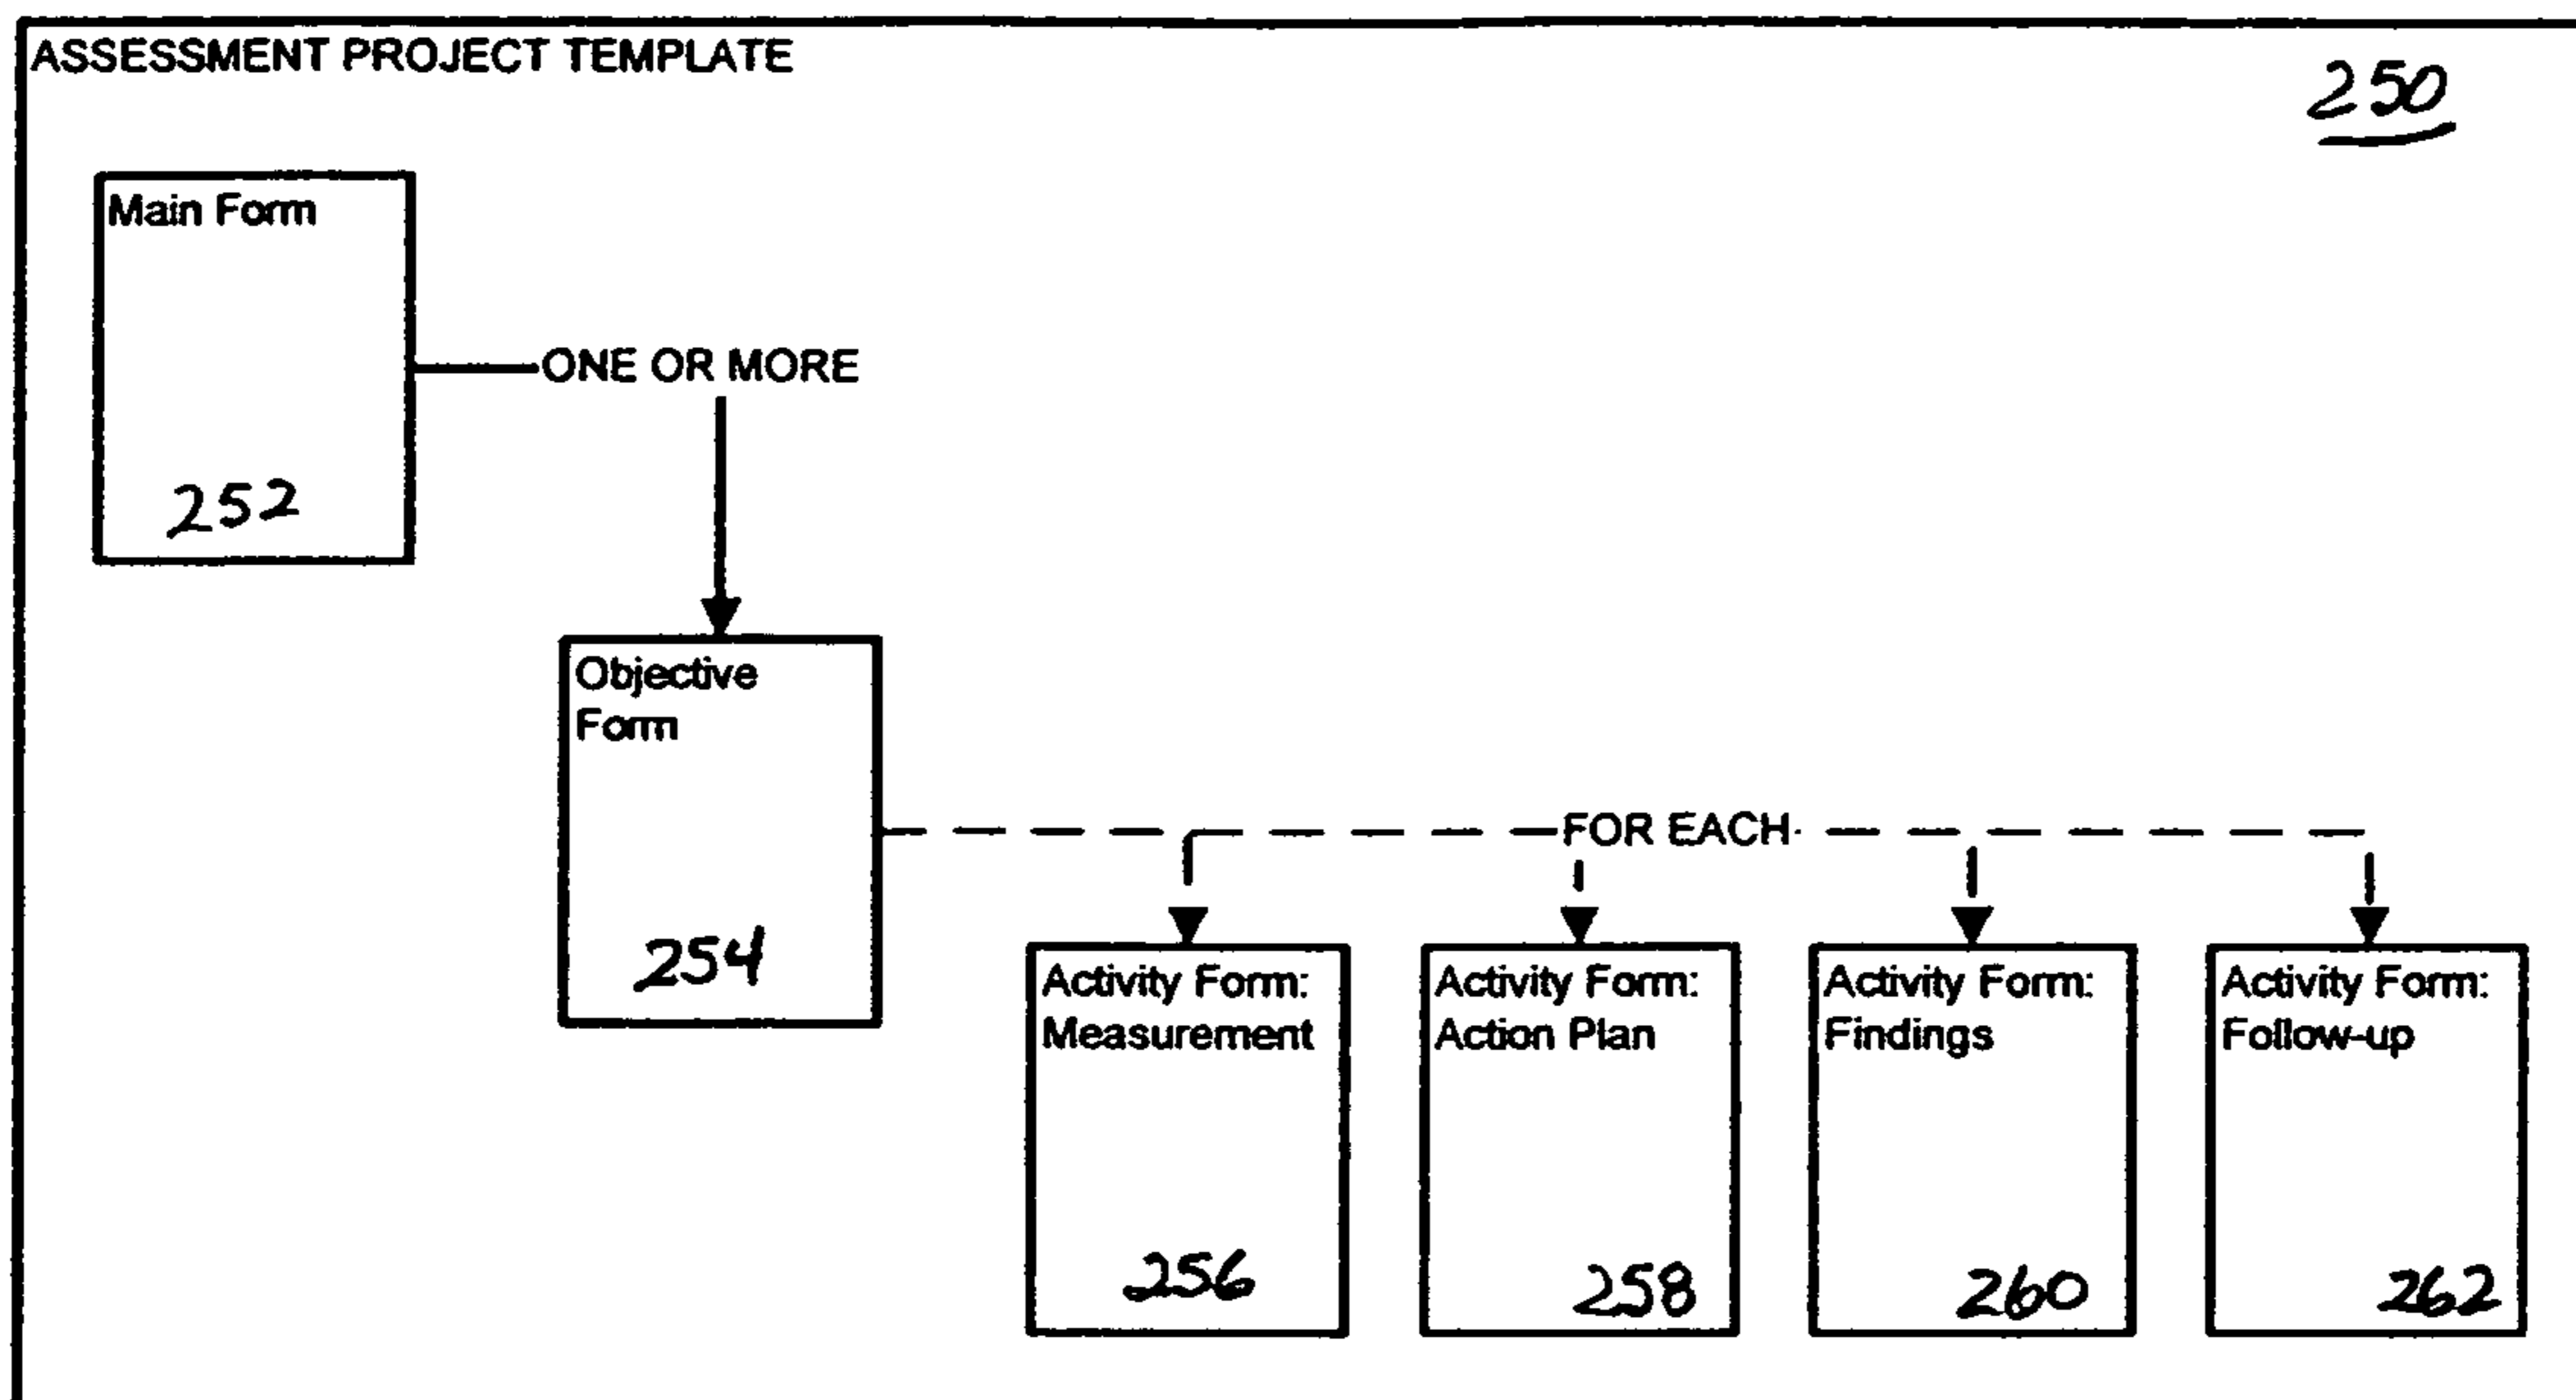 ASSESSMENT PROJECT TEMPLATE
250
Main Form
252
ONE OR MORE
Objective
Form
254
FOR EACH
Activity Form:
Measurement
256
Activity Form:
Action Plan
258
Activity Form:
Findings
260
Activity Form:
Follow-up
262